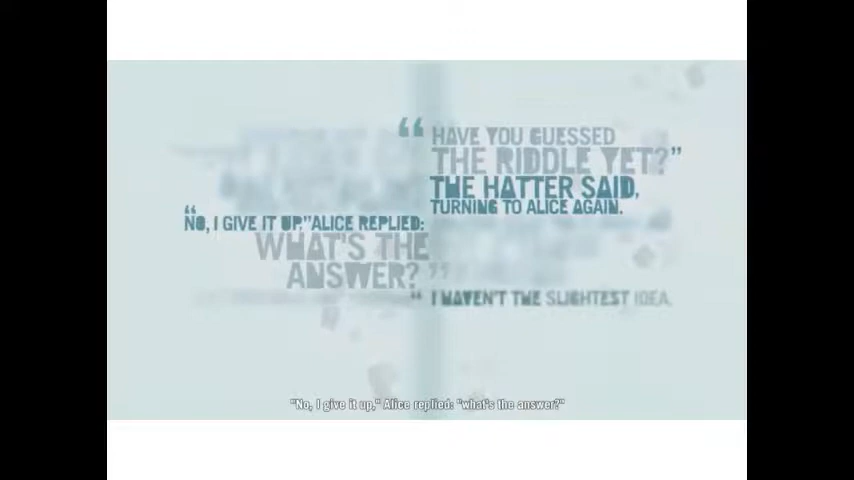 “HAVE YOU GUESSED
THE RIDDLE YET?”
THE HATTER SAID,
TURNING TO ALICE AGAIN.
“NO, I GIVE IT UP.”ALICE REPLIED:
WHAT'S THE
ANSWER?”
“I HAVEN'T THE SLIGHTEST IDEA.
"No, I give it up," Alice replied: "what's the answer?"